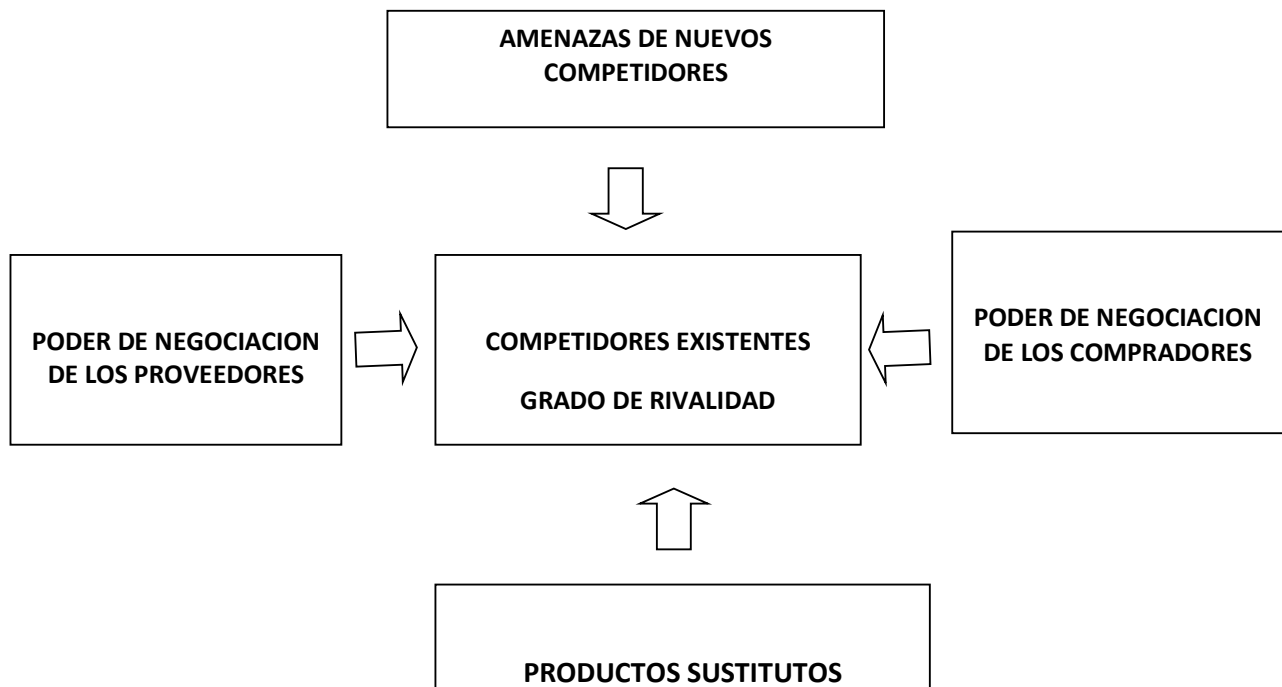 AMENAZAS DE NUEVOS
COMPETIDORES
PODER DE NEGOCIACION
DE LOS PROVEEDORES
COMPETIDORES EXISTENTES
GRADO DE RIVALIDAD
PODER DE NEGOCIACION
DE LOS COMPRADORES
PRODUCTOS SUSTITUTOS